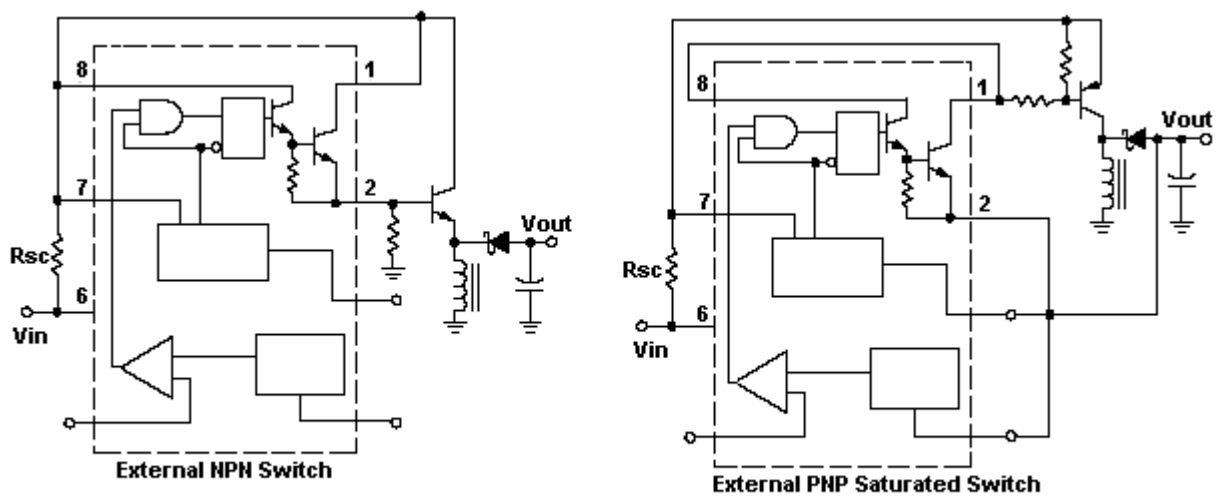 8
1
7
2
Rsc
6
Vin
Vout
External NPN Switch
8
1
7
2
Rsc
6
Vin
Vout
External PNP Saturated Switch